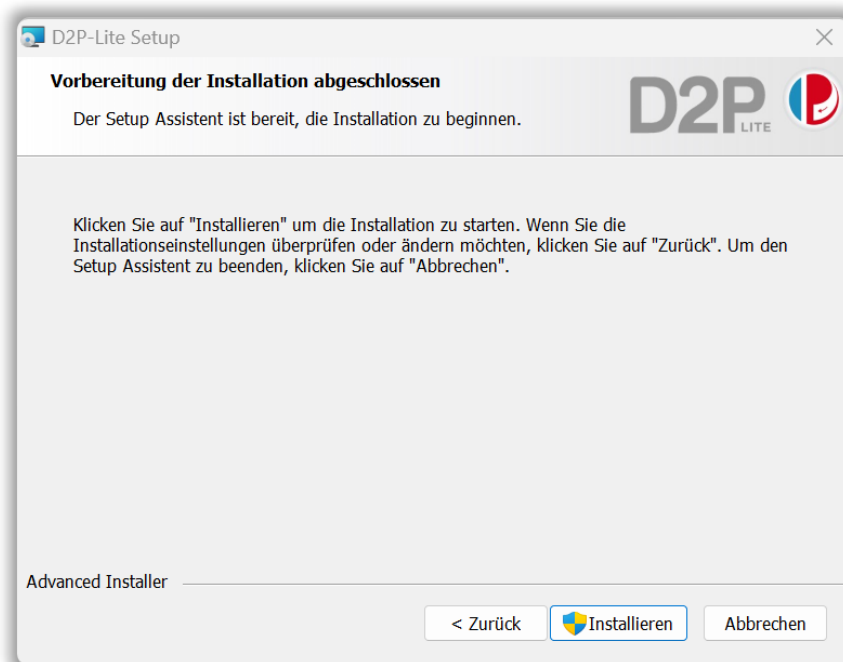 D2P-Lite Setup
Vorbereitung der Installation abgeschlossen
Der Setup Assistent ist bereit, die Installation zu beginnen.
D2P
LITE
Klicken Sie auf "Installieren" um die Installation zu starten. Wenn Sie die
Installationseinstellungen überprüfen oder ändern möchten, klicken Sie auf "Zurück". Um den
Setup Assistent zu beenden, klicken Sie auf "Abbrechen".
Advanced Installer
< Zurück
Installieren
Abbrechen